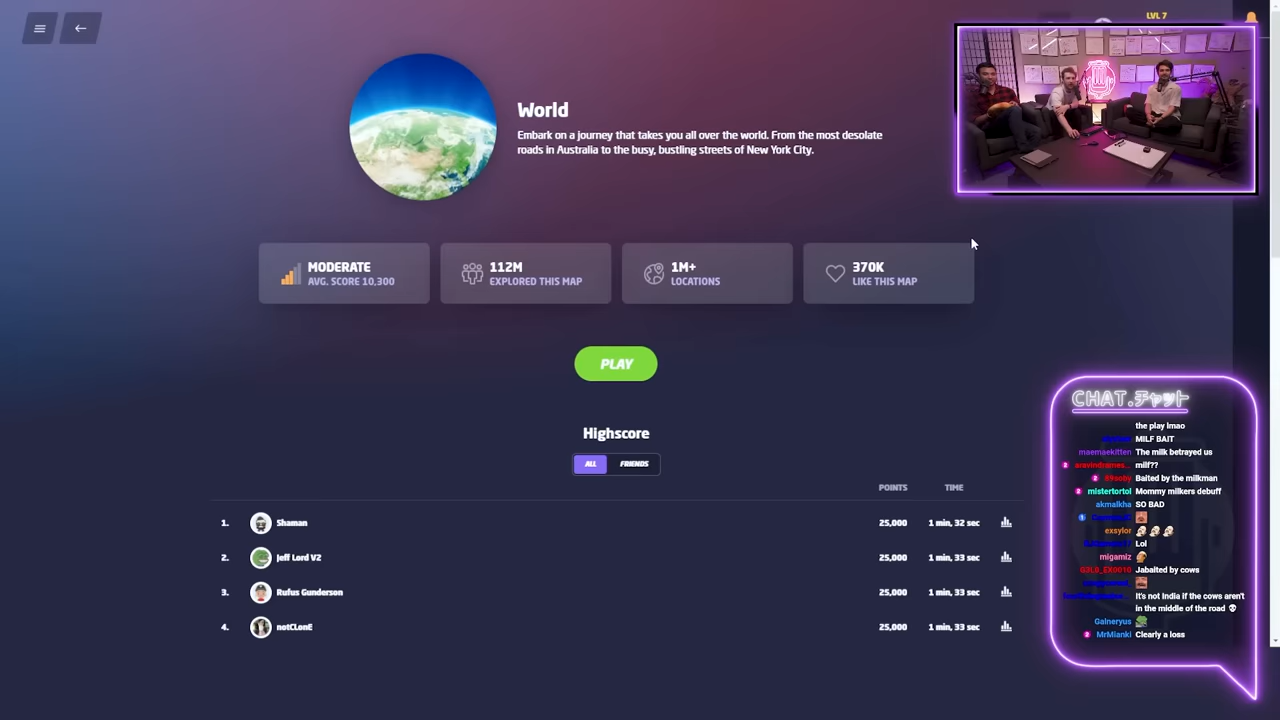 LVL 7
World
Embark on a journey that takes you all over the world. From the most desolate
roads in Australia to the busy, bustling streets of New York City.
MODERATE
AVG. SCORE 10,300
112M
EXPLORED THIS MAP
1M+
LOCATIONS
370K
LIKE THIS MAP
PLAY
Highscore
ALL FRIENDS
POINTS TIME
1. Shaman 25,000 1 min, 32 sec
2. Jeff Lord V2 25,000 1 min, 33 sec
3. Rufus Gunderson 25,000 1 min, 33 sec
4. notCLonE 25,000 1 min, 33 sec
CHAT.チャット
the play lmao
MILF BAIT
maemaekitten The milk betrayed us
milf??
89soby Baited by the milkman
mistertortol Mommy milkers debuff
akmalkha SO BAD
exsylor
Lol
migamiz
G3LD_EX0010 Jabaited by cows
It's not India if the cows aren't
in the middle of the road
Galneryus
MrMianki Clearly a loss